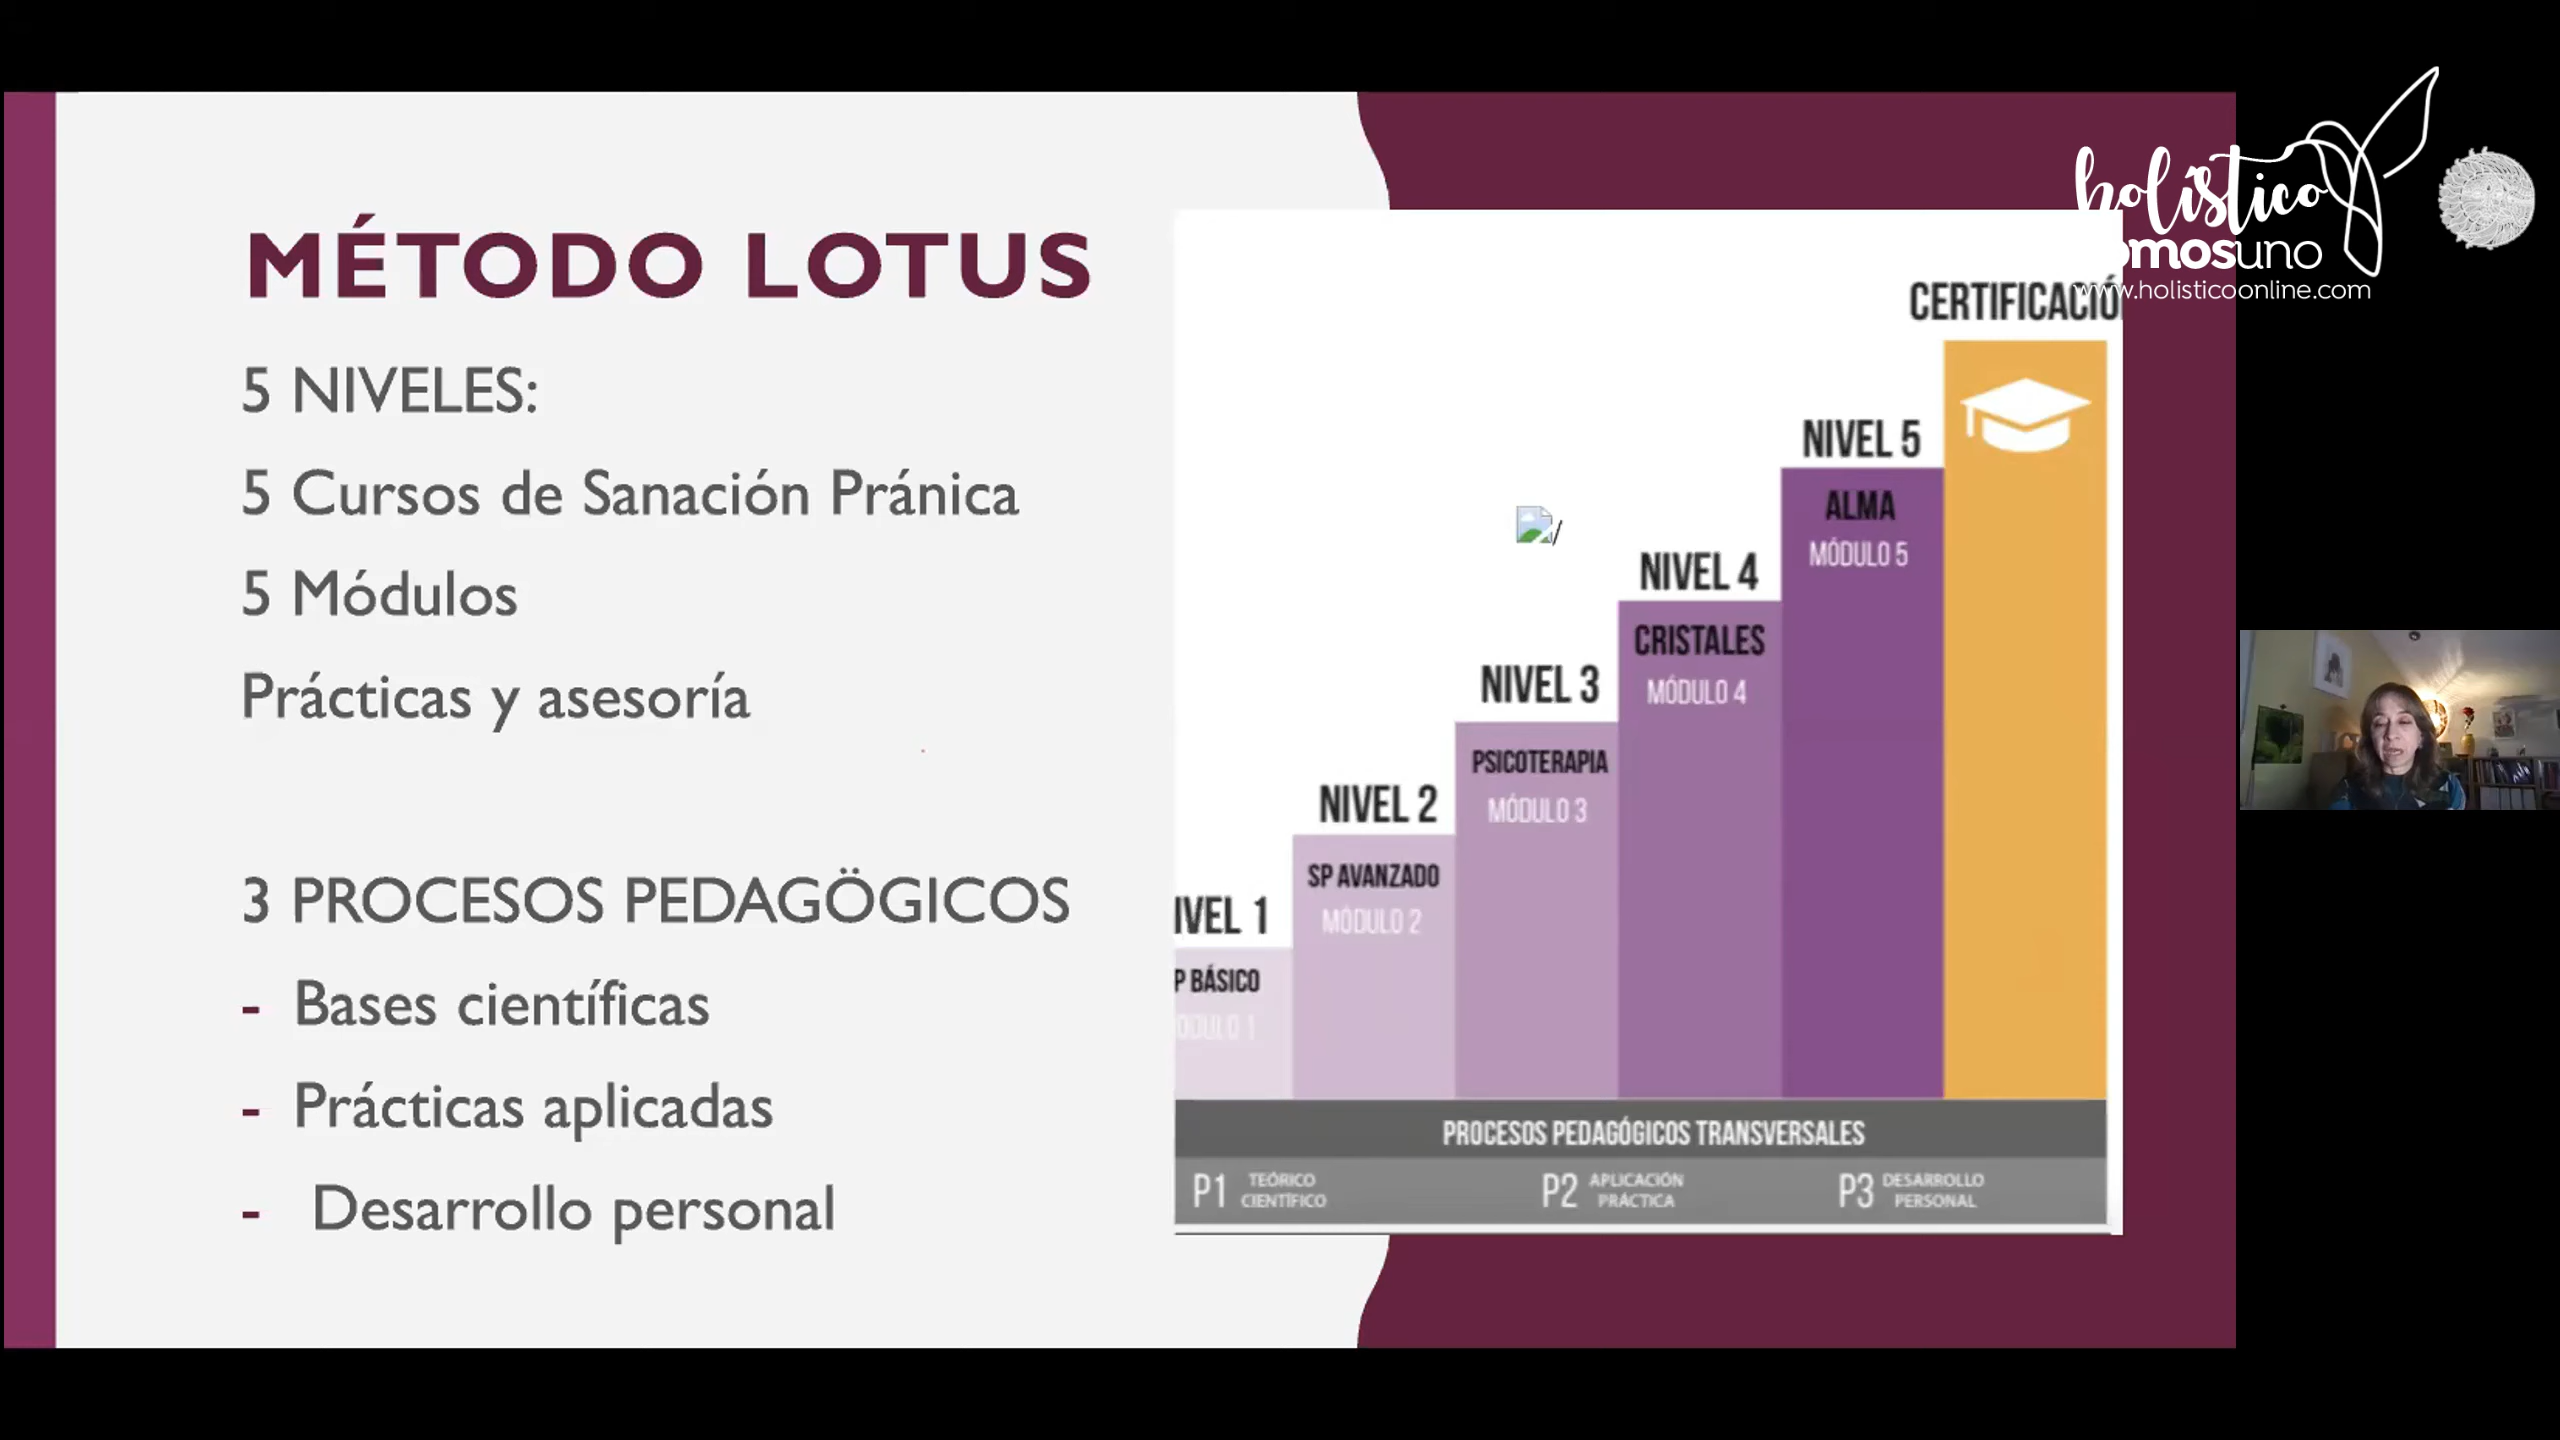 MÉTODO LOTUS
5 NIVELES:
5 Cursos de Sanación Pránica
5 Módulos
Prácticas y asesoría
3 PROCESOS PEDAGÖGICOS
- Bases científicas
- Prácticas aplicadas
- Desarrollo personal
holístico
omosuno
www.holisticoonline.com
CERTIFICACIÓ
NIVEL 5
ALMA
MÓDULO 5
NIVEL 4
CRISTALES
MÓDULO 4
NIVEL 3
PSICOTERAPIA
MÓDULO 3
NIVEL 2
SP AVANZADO
MÓDULO 2
IVEL 1
P BÁSICO
ÓDULO 1
PROCESOS PEDAGÓGICOS TRANSVERSALES
P1 TEÓRICO CIENTÍFICO
P2 APLICACIÓN PRÁCTICA
P3 DESARROLLO PERSONAL